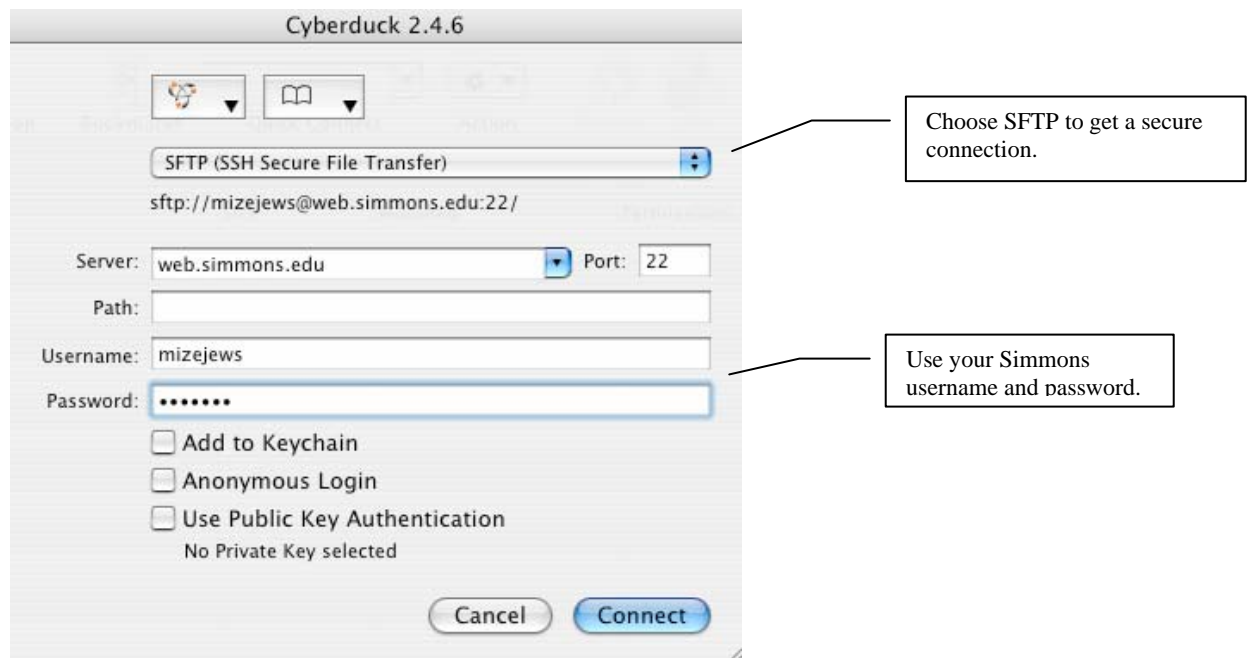 Cyberduck 2.4.6
SFTP (SSH Secure File Transfer)
sftp://mizejews@web.simmons.edu:22/
Server: web.simmons.edu Port: 22
Path:
Username: mizejews
Password: •••••••
Add to Keychain
Anonymous Login
Use Public Key Authentication
No Private Key selected
Cancel Connect
Choose SFTP to get a secure
connection.
Use your Simmons
username and password.